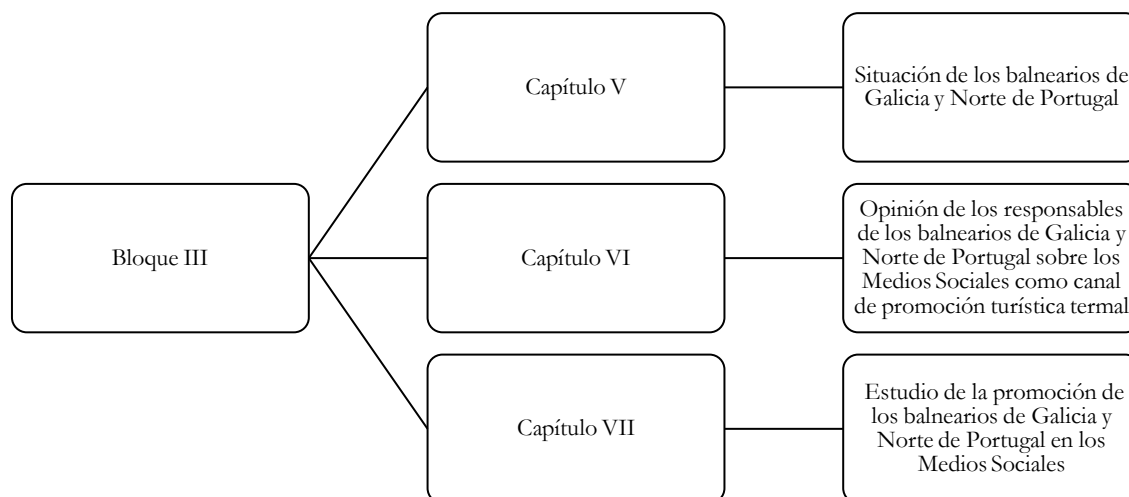 Bloque III
Capítulo V
Situación de los balnearios de
Galicia y Norte de Portugal
Capítulo VI
Opinión de los responsables
de los balnearios de Galicia y
Norte de Portugal sobre los
Medios Sociales como canal
de promoción turística termal
Capítulo VII
Estudio de la promoción de
los balnearios de Galicia y
Norte de Portugal en los
Medios Sociales